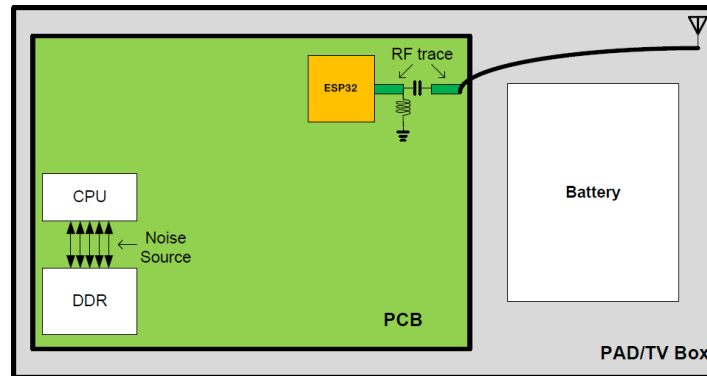 RF trace
ESP32
CPU
Noise
Source
DDR
Battery
PCB
PAD/TV Box